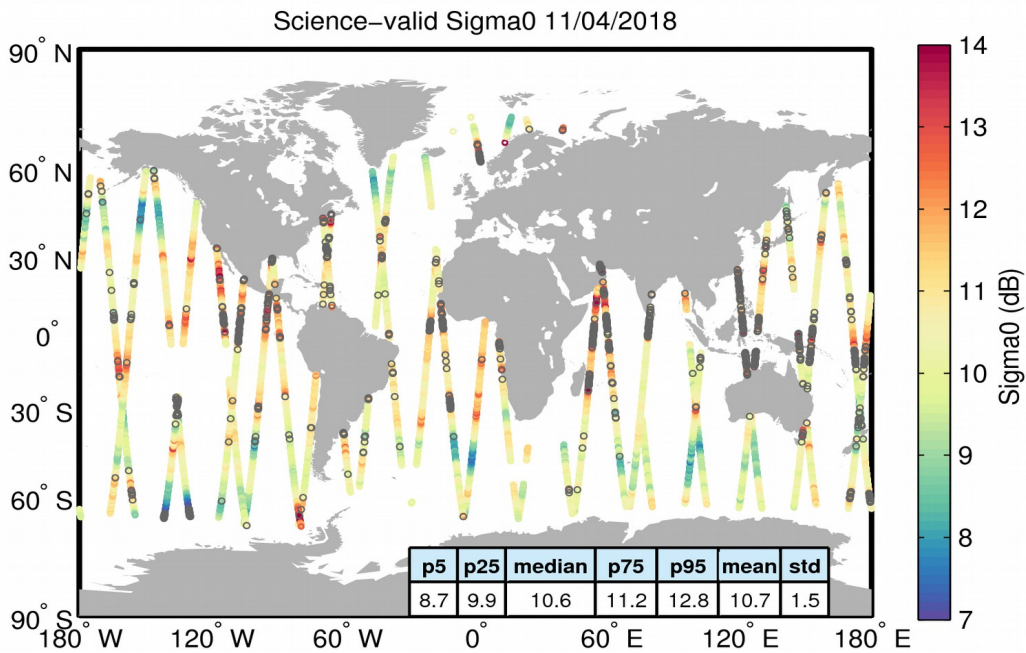 Science−valid Sigma0 11/04/2018
90° N
60° N
30° N
0°
30° S
60° S
90° S
180° W
120° W
60° W
0°
60° E
120° E
180° E
14
13
12
11
10
9
8
7
Sigma0 (dB)
p5 p25 median p75 p95 mean std
8.7 9.9 10.6 11.2 12.8 10.7 1.5